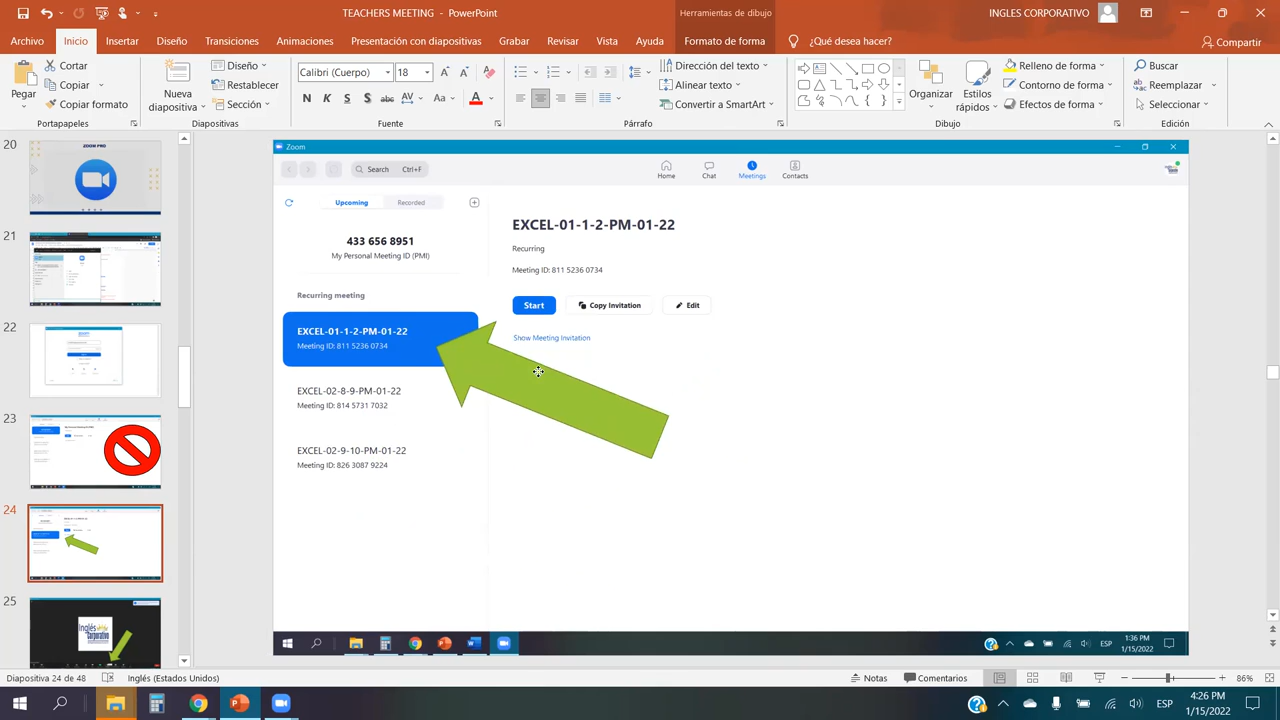 TEACHERS MEETING - PowerPoint
Herramientas de dibujo
INGLES CORPORATIVO
Archivo Inicio Insertar Diseño Transiciones Animaciones Presentación con diapositivas Grabar Revisar Vista Ayuda Formato de forma ¿Qué desea hacer? Compartir
Pegar
Cortar
Copiar
Copiar formato
Portapapeles
Nueva diapositiva
Diseño
Restablecer
Sección
Diapositivas
Calibri (Cuerpo) 18
N K S S abc AV Aa A
Fuente
Párrafo
Dirección del texto
Alinear texto
Convertir a SmartArt
Organizar
Estilos rápidos
Relleno de forma
Contorno de forma
Efectos de forma
Dibujo
Buscar
Reemplazar
Seleccionar
Edición
20
ZOOM PRO
21
22
23
24
25
Inglés Corporativo
Zoom
Search Ctrl+F
Home Chat Meetings Contacts
Upcoming Recorded
433 656 8951
My Personal Meeting ID (PMI)
Recurring meeting
EXCEL-01-1-2-PM-01-22
Meeting ID: 811 5236 0734
EXCEL-02-8-9-PM-01-22
Meeting ID: 814 5731 7032
EXCEL-02-9-10-PM-01-22
Meeting ID: 826 3087 9224
EXCEL-01-1-2-PM-01-22
Recurring
Meeting ID: 811 5236 0734
Start Copy Invitation Edit
Show Meeting Invitation
ESP
1:36 PM
1/15/2022
Diapositiva 24 de 48 Inglés (Estados Unidos) Notas Comentarios 86%
ESP
4:26 PM
1/15/2022